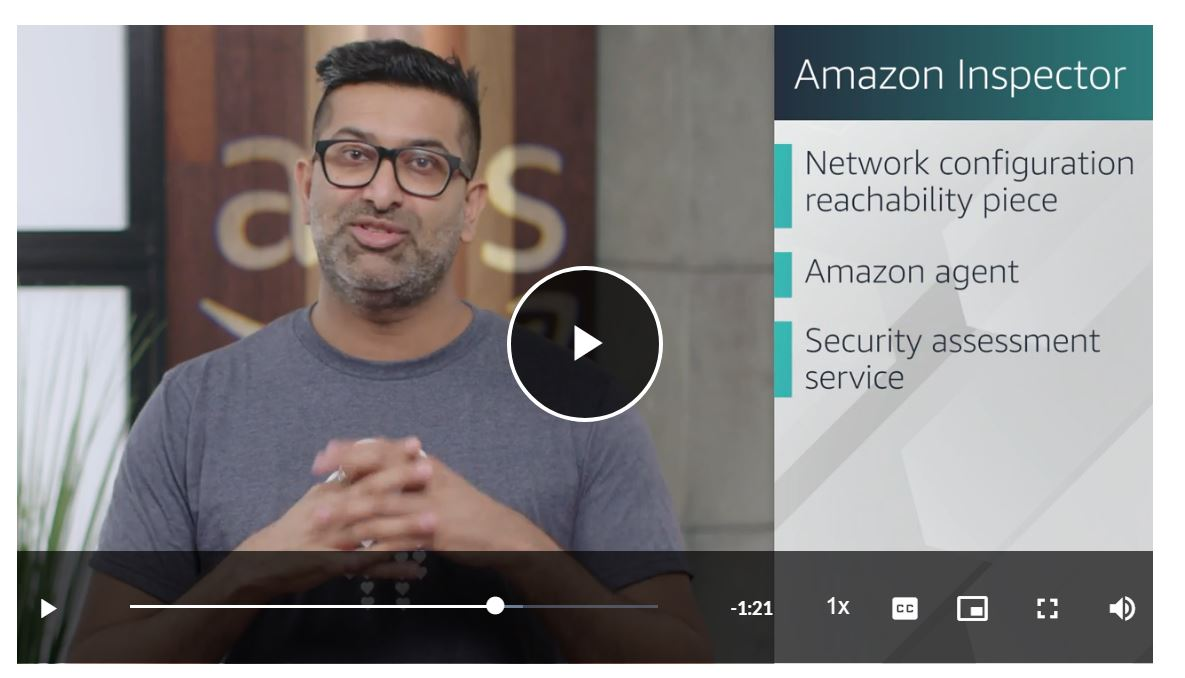 Amazon Inspector
Network configuration
reachability piece
Amazon agent
Security assessment
service
-1:21
1x
CC